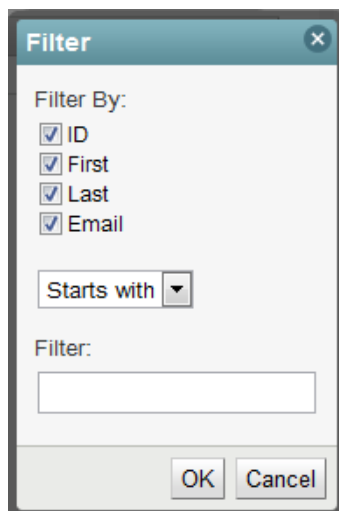 Filter
Filter By:
ID
First
Last
Email
Starts with
Filter:
OK Cancel